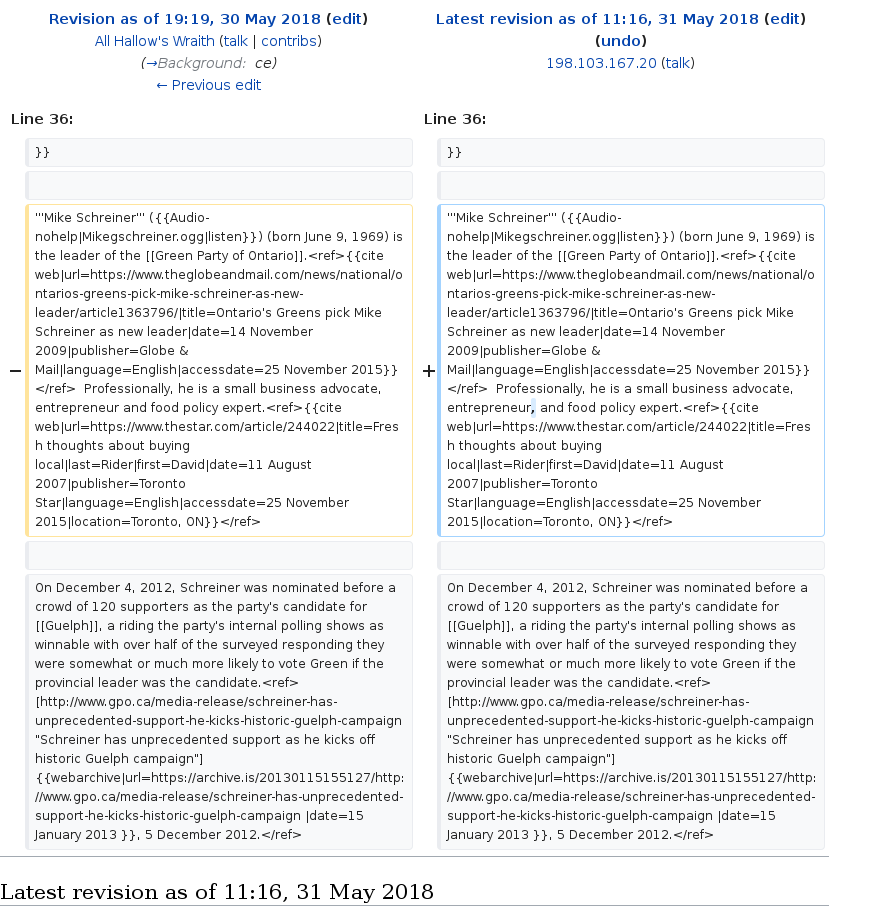 Revision as of 19:19, 30 May 2018 (edit)
All Hallow's Wraith (talk | contribs)
(→Background: ce)
← Previous edit
Latest revision as of 11:16, 31 May 2018 (edit)
(undo)
198.103.167.20 (talk)
Line 36:
Line 36:
}}
}}
−
'''Mike Schreiner''' ({{Audio-
nohelp|Mikegschreiner.ogg|listen}}) (born June 9, 1969) is
the leader of the [[Green Party of Ontario]].<ref>{{cite
web|url=https://www.theglobeandmail.com/news/national/o
ntarios-greens-pick-mike-schreiner-as-new-
leader/article1363796/|title=Ontario's Greens pick Mike
Schreiner as new leader|date=14 November
2009|publisher=Globe &
Mail|language=English|accessdate=25 November 2015}}
</ref>  Professionally, he is a small business advocate,
entrepreneur and food policy expert.<ref>{{cite
web|url=https://www.thestar.com/article/244022|title=Fres
h thoughts about buying
local|last=Rider|first=David|date=11 August
2007|publisher=Toronto
Star|language=English|accessdate=25 November
2015|location=Toronto, ON}}</ref>
+
'''Mike Schreiner''' ({{Audio-
nohelp|Mikegschreiner.ogg|listen}}) (born June 9, 1969) is
the leader of the [[Green Party of Ontario]].<ref>{{cite
web|url=https://www.theglobeandmail.com/news/national/o
ntarios-greens-pick-mike-schreiner-as-new-
leader/article1363796/|title=Ontario's Greens pick Mike
Schreiner as new leader|date=14 November
2009|publisher=Globe &
Mail|language=English|accessdate=25 November 2015}}
</ref>  Professionally, he is a small business advocate,
entrepreneur, and food policy expert.<ref>{{cite
web|url=https://www.thestar.com/article/244022|title=Fres
h thoughts about buying
local|last=Rider|first=David|date=11 August
2007|publisher=Toronto
Star|language=English|accessdate=25 November
2015|location=Toronto, ON}}</ref>
On December 4, 2012, Schreiner was nominated before a
crowd of 120 supporters as the party's candidate for
[[Guelph]], a riding the party's internal polling shows as
winnable with over half of the surveyed responding they
were somewhat or much more likely to vote Green if the
provincial leader was the candidate.<ref>
[http://www.gpo.ca/media-release/schreiner-has-
unprecedented-support-he-kicks-historic-guelph-campaign
"Schreiner has unprecedented support as he kicks off
historic Guelph campaign"]
{{webarchive|url=https://archive.is/20130115155127/http:
//www.gpo.ca/media-release/schreiner-has-unprecedented-
support-he-kicks-historic-guelph-campaign |date=15
January 2013 }}, 5 December 2012.</ref>
On December 4, 2012, Schreiner was nominated before a
crowd of 120 supporters as the party's candidate for
[[Guelph]], a riding the party's internal polling shows as
winnable with over half of the surveyed responding they
were somewhat or much more likely to vote Green if the
provincial leader was the candidate.<ref>
[http://www.gpo.ca/media-release/schreiner-has-
unprecedented-support-he-kicks-historic-guelph-campaign
"Schreiner has unprecedented support as he kicks off
historic Guelph campaign"]
{{webarchive|url=https://archive.is/20130115155127/http:
//www.gpo.ca/media-release/schreiner-has-unprecedented-
support-he-kicks-historic-guelph-campaign |date=15
January 2013 }}, 5 December 2012.</ref>
Latest revision as of 11:16, 31 May 2018